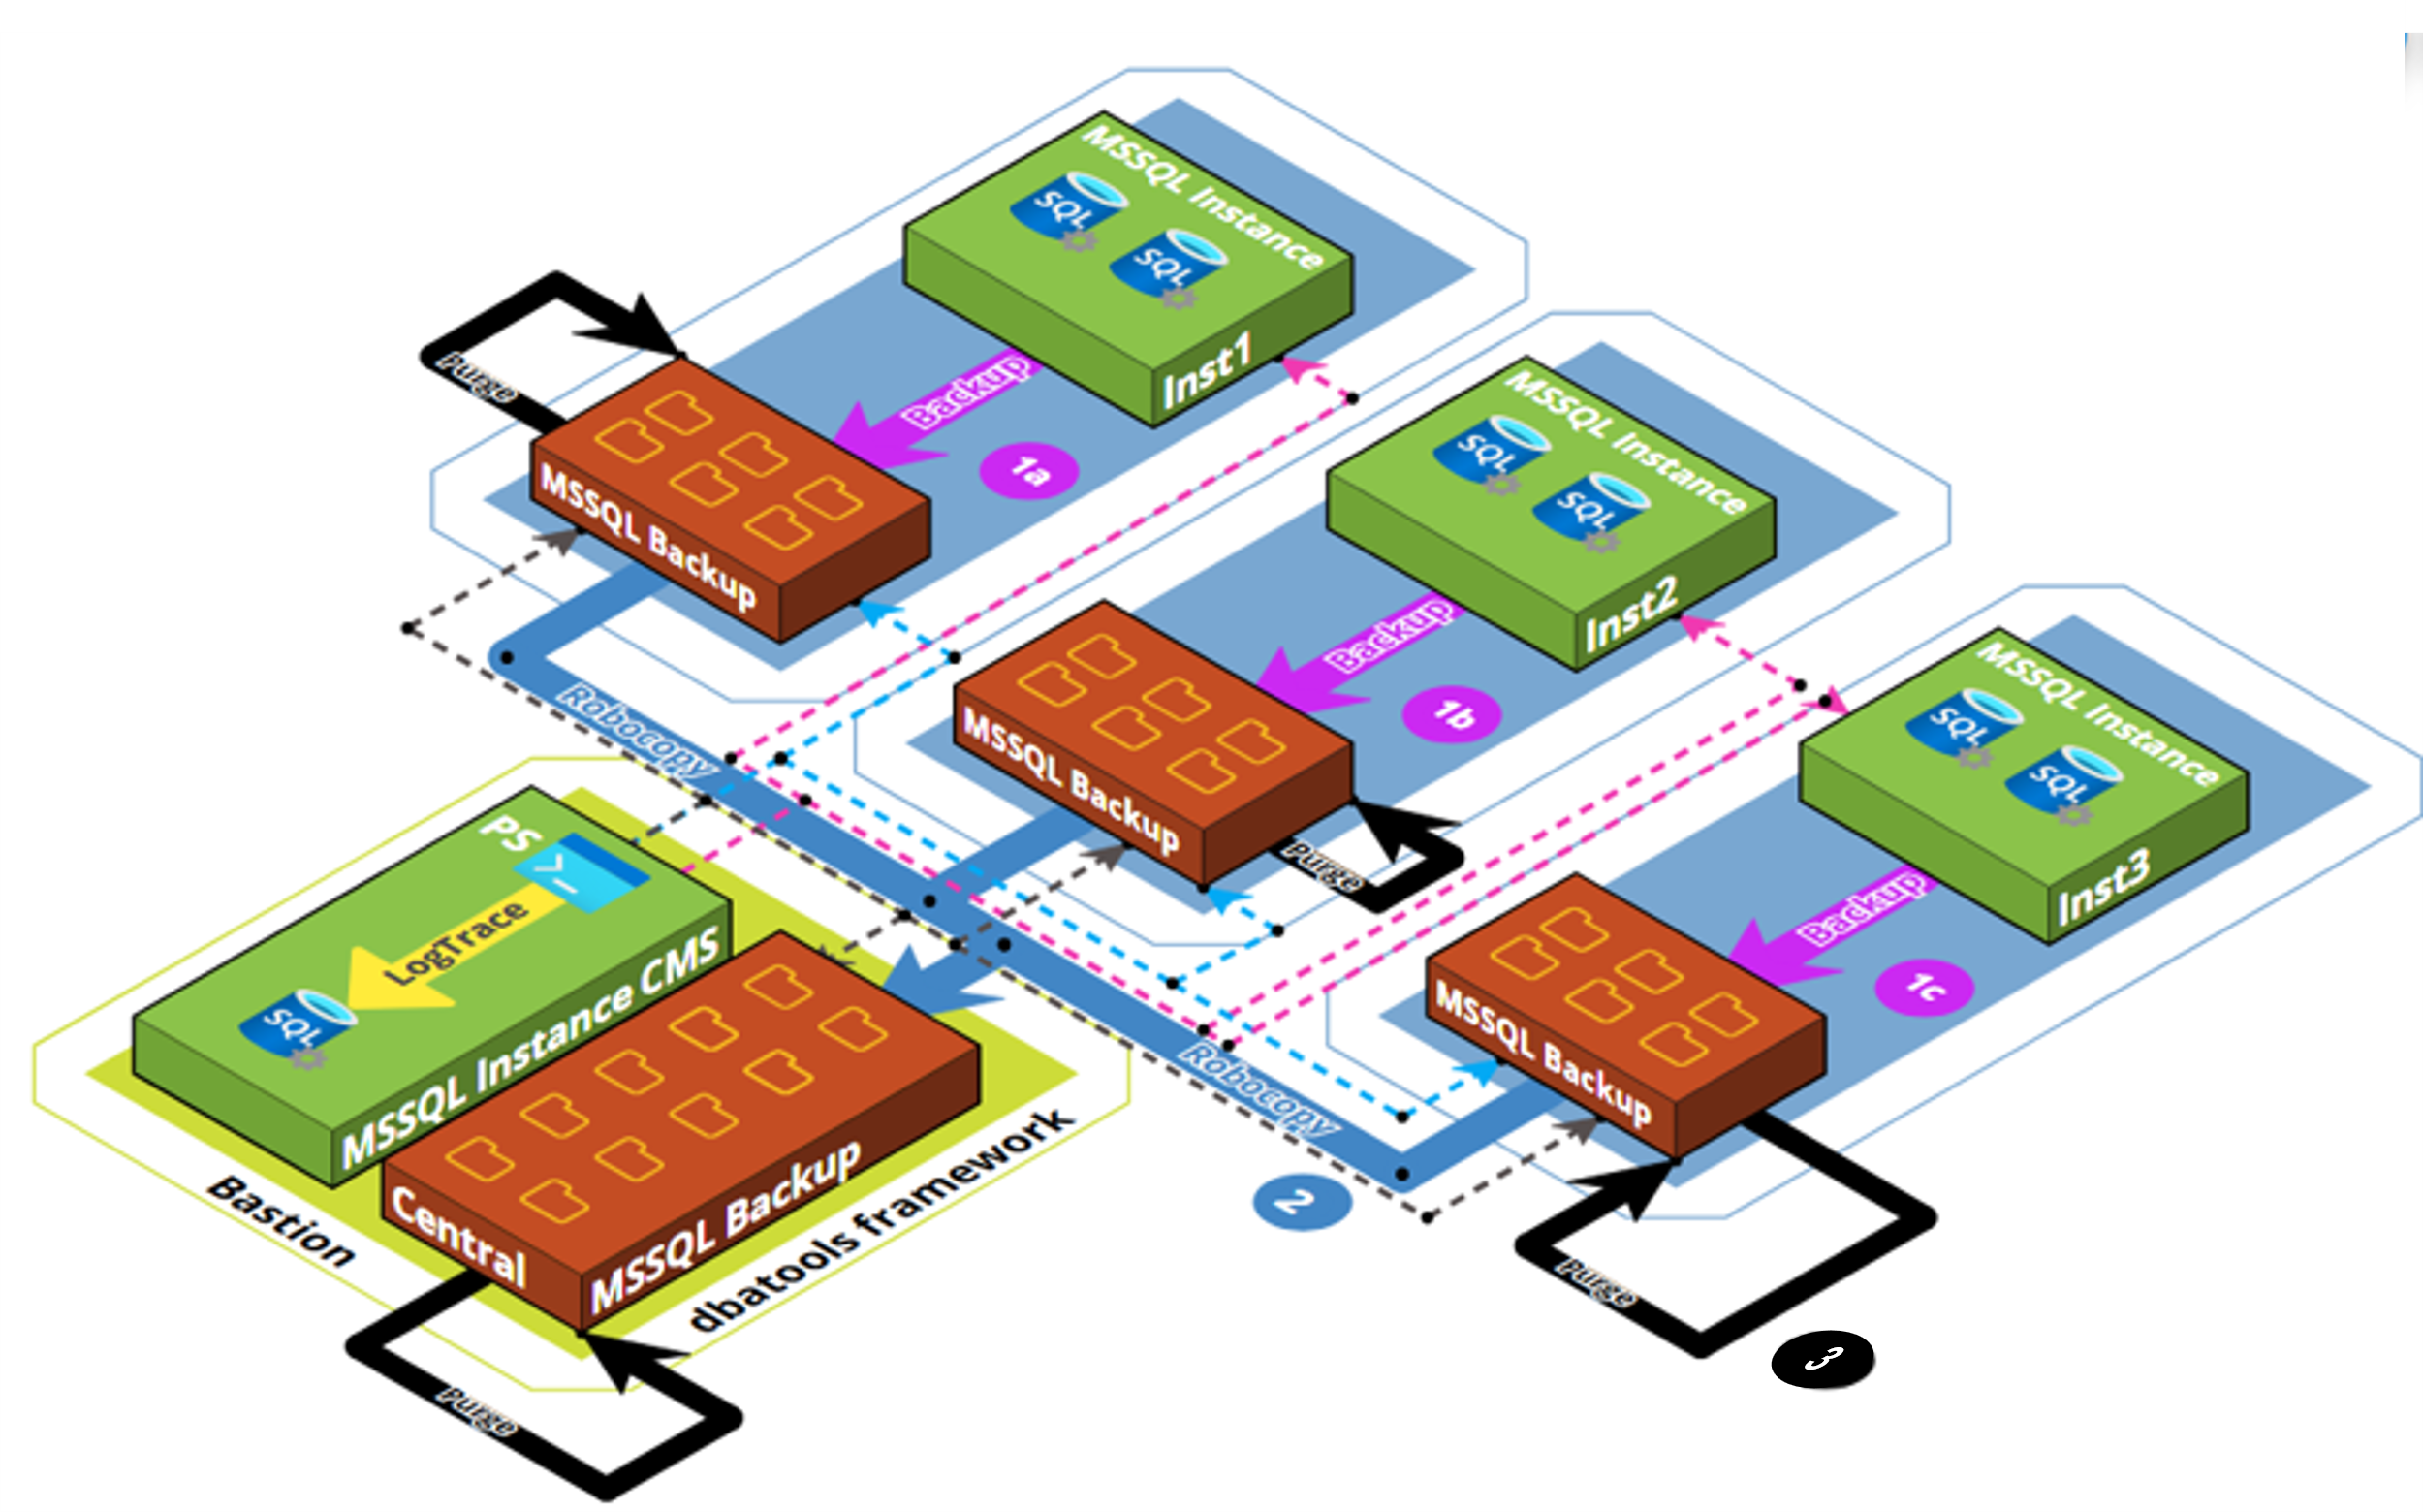 MSSQL Instance
SQL
SQL
Inst1
Backup
1a
Purge
MSSQL Backup
MSSQL Instance
SQL
SQL
Inst2
Backup
1b
MSSQL Backup
Purge
MSSQL Instance
SQL
SQL
Inst3
Backup
1c
MSSQL Backup
Purge
3
Robocopy
Robocopy
2
PS
>_
LogTrace
SQL
MSSQL Instance CMS
Central
MSSQL Backup
Bastion
dbatools framework
Purge